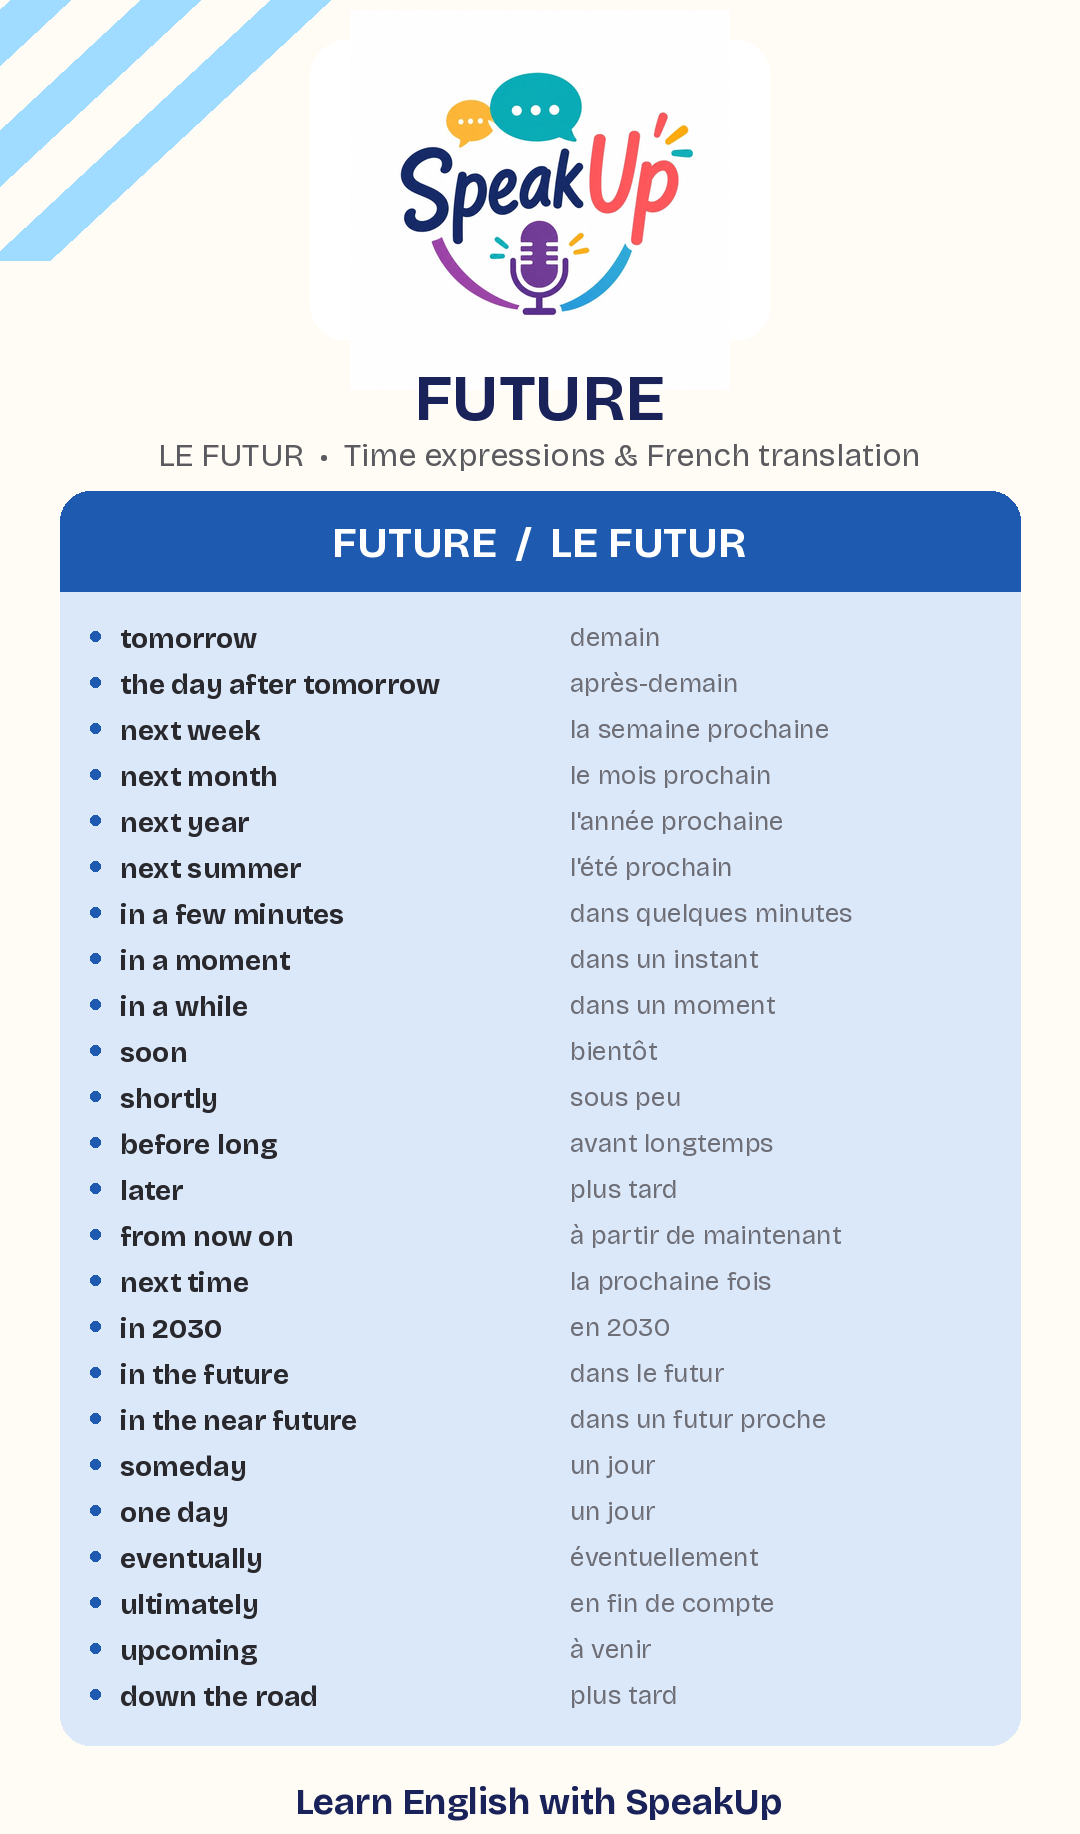 SpeakUp
FUTURE
LE FUTUR • Time expressions & French translation
FUTURE / LE FUTUR
• tomorrow demain
• the day after tomorrow après-demain
• next week la semaine prochaine
• next month le mois prochain
• next year l'année prochaine
• next summer l'été prochain
• in a few minutes dans quelques minutes
• in a moment dans un instant
• in a while dans un moment
• soon bientôt
• shortly sous peu
• before long avant longtemps
• later plus tard
• from now on à partir de maintenant
• next time la prochaine fois
• in 2030 en 2030
• in the future dans le futur
• in the near future dans un futur proche
• someday un jour
• one day un jour
• eventually éventuellement
• ultimately en fin de compte
• upcoming à venir
• down the road plus tard
Learn English with SpeakUp